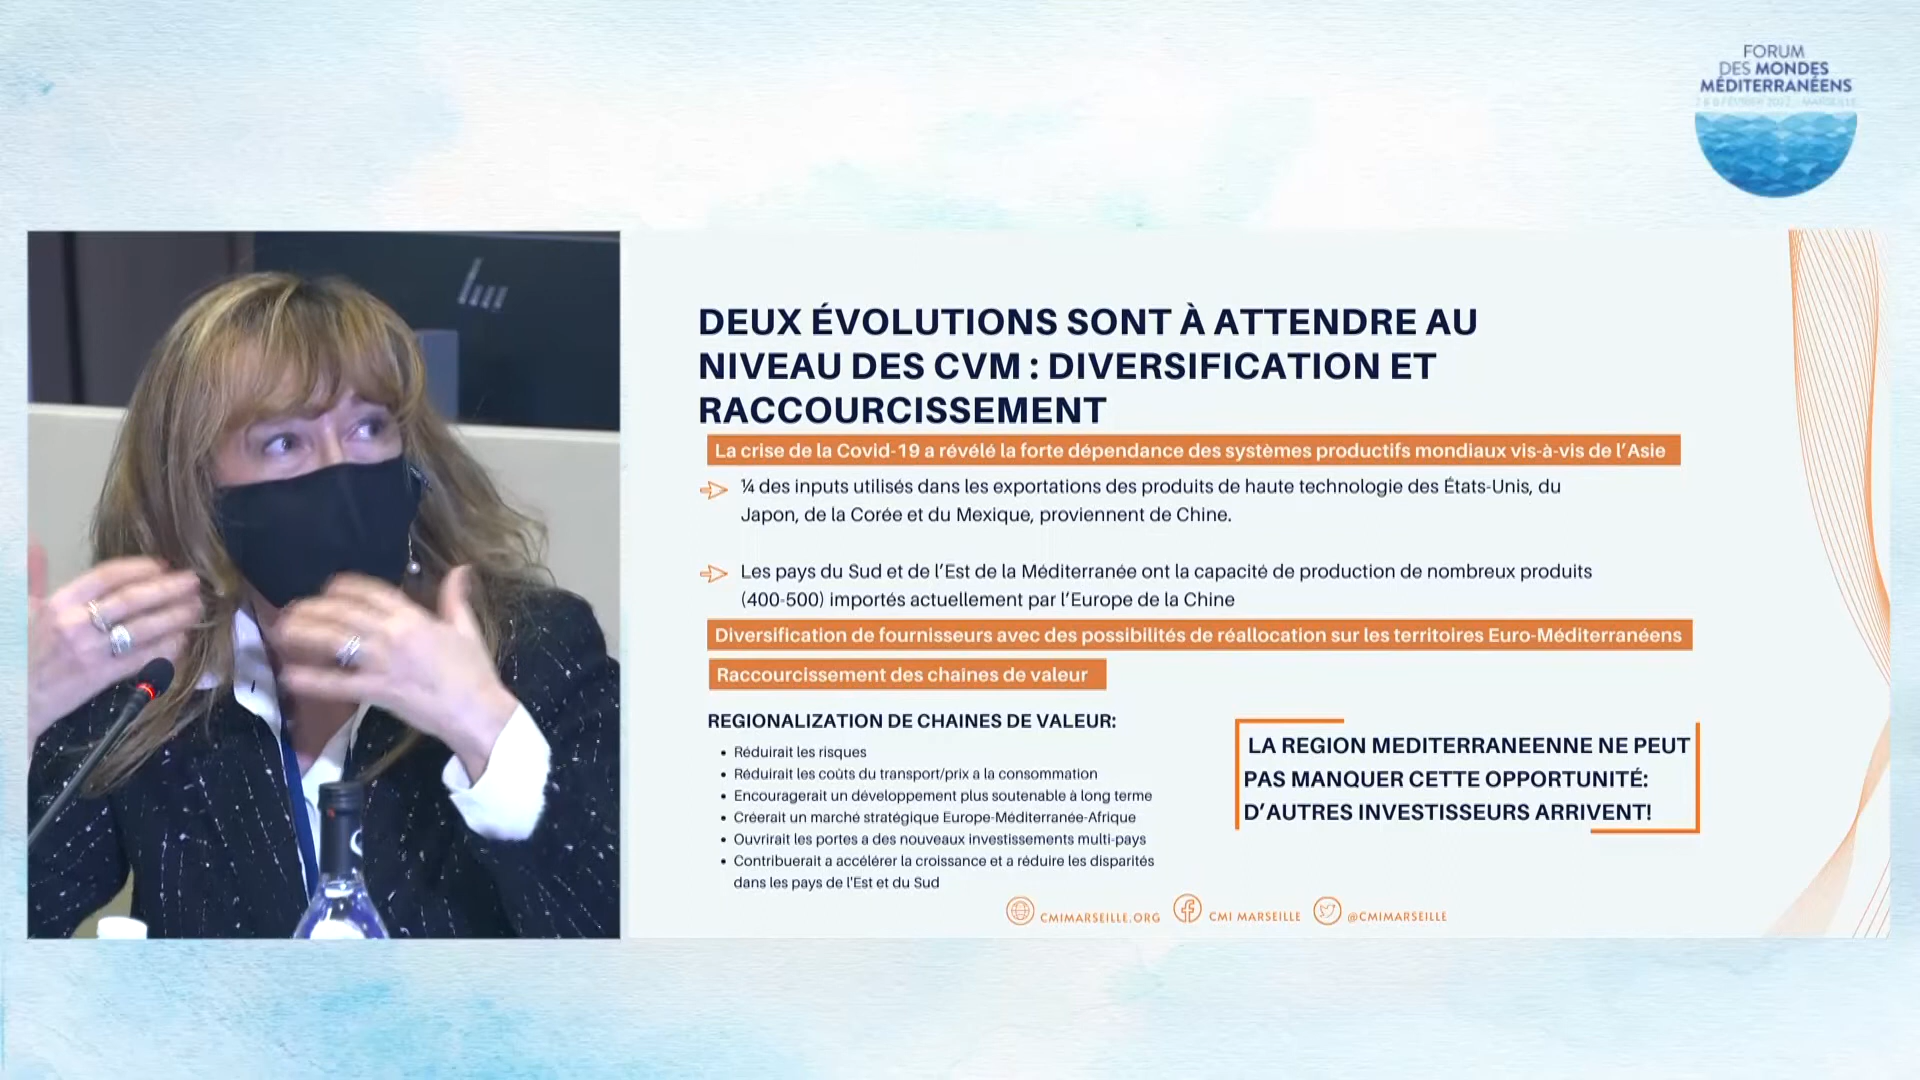 FORUM
DES MONDES
MÉDITERRANÉENS
7 & 8 FÉVRIER 2022 - MARSEILLE
DEUX ÉVOLUTIONS SONT À ATTENDRE AU
NIVEAU DES CVM : DIVERSIFICATION ET
RACCOURCISSEMENT
La crise de la Covid-19 a révélé la forte dépendance des systèmes productifs mondiaux vis-à-vis de l'Asie
¼ des inputs utilisés dans les exportations des produits de haute technologie des États-Unis, du
Japon, de la Corée et du Mexique, proviennent de Chine.
Les pays du Sud et de l'Est de la Méditerranée ont la capacité de production de nombreux produits
(400-500) importés actuellement par l'Europe de la Chine
Diversification de fournisseurs avec des possibilités de réallocation sur les territoires Euro-Méditerranéens
Raccourcissement des chaines de valeur
REGIONALIZATION DE CHAINES DE VALEUR:
• Réduirait les risques
• Réduirait les coûts du transport/prix a la consommation
• Encouragerait un développement plus soutenable à long terme
• Créerait un marché stratégique Europe-Méditerranée-Afrique
• Ouvrirait les portes a des nouveaux investissements multi-pays
• Contribuerait a accélérer la croissance et a réduire les disparités
dans les pays de l'Est et du Sud
LA REGION MEDITERRANEENNE NE PEUT
PAS MANQUER CETTE OPPORTUNITÉ:
D'AUTRES INVESTISSEURS ARRIVENT!
CMIMARSEILLE.ORG
CMI MARSEILLE
@CMIMARSEILLE